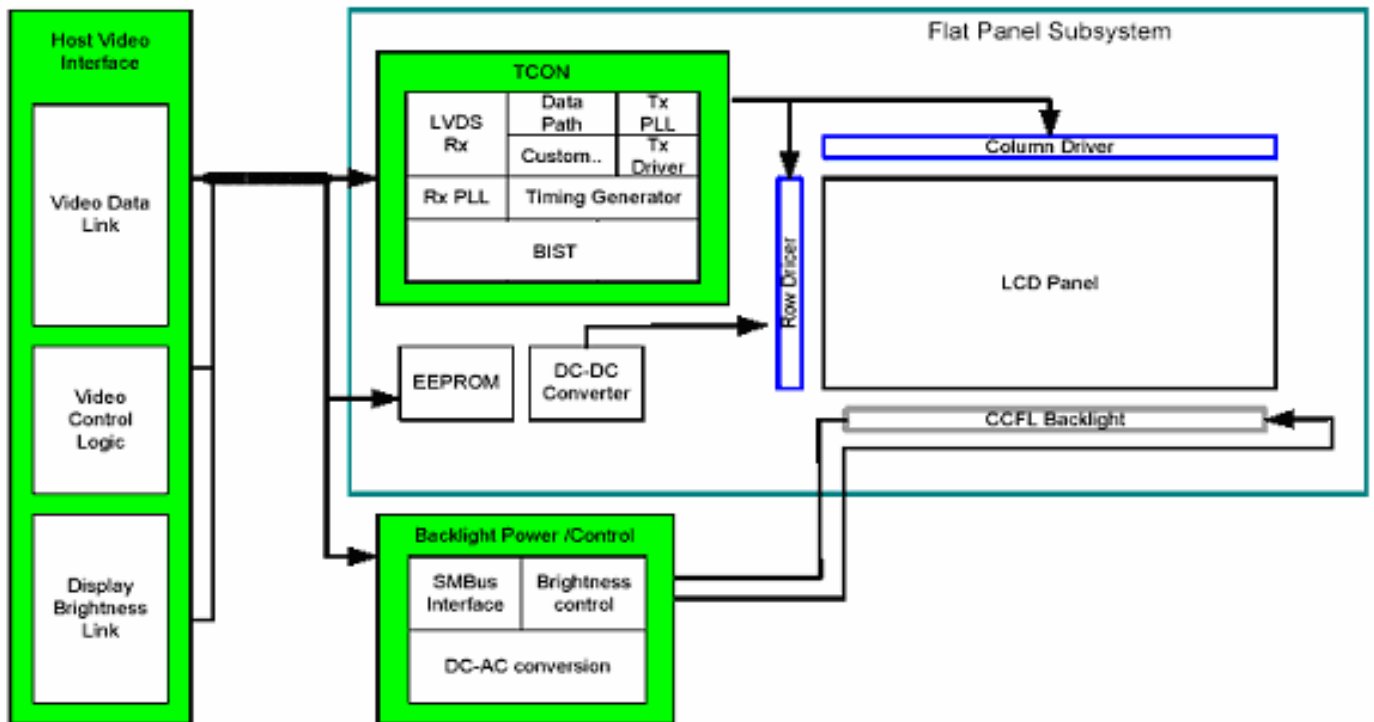 Host Video
Interface
Video Data
Link
Video
Control
Logic
Display
Brightness
Link
Flat Panel Subsystem
TCON
LVDS
Rx
Data
Path
Tx
PLL
Custom..
Tx
Driver
Rx PLL
Timing Generator
BIST
EEPROM
DC-DC
Converter
Row Dricer
Column Driver
LCD Panel
CCFL Backlight
Backlight Power /Control
SMBus
Interface
Brightness
control
DC-AC conversion